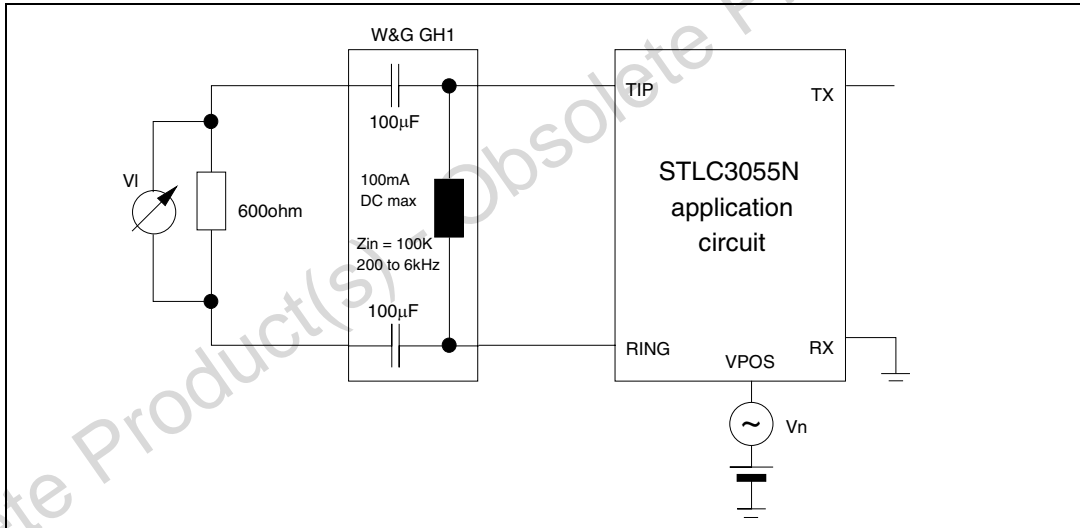 W&G GH1
100μF
100mA
DC max
Zin = 100K
200 to 6kHz
100μF
VI
600ohm
TIP
TX
STLC3055N
application
circuit
RING
RX
VPOS
Vn
~
Obsolete Product(s) - Obsolete P
ete Product(s)